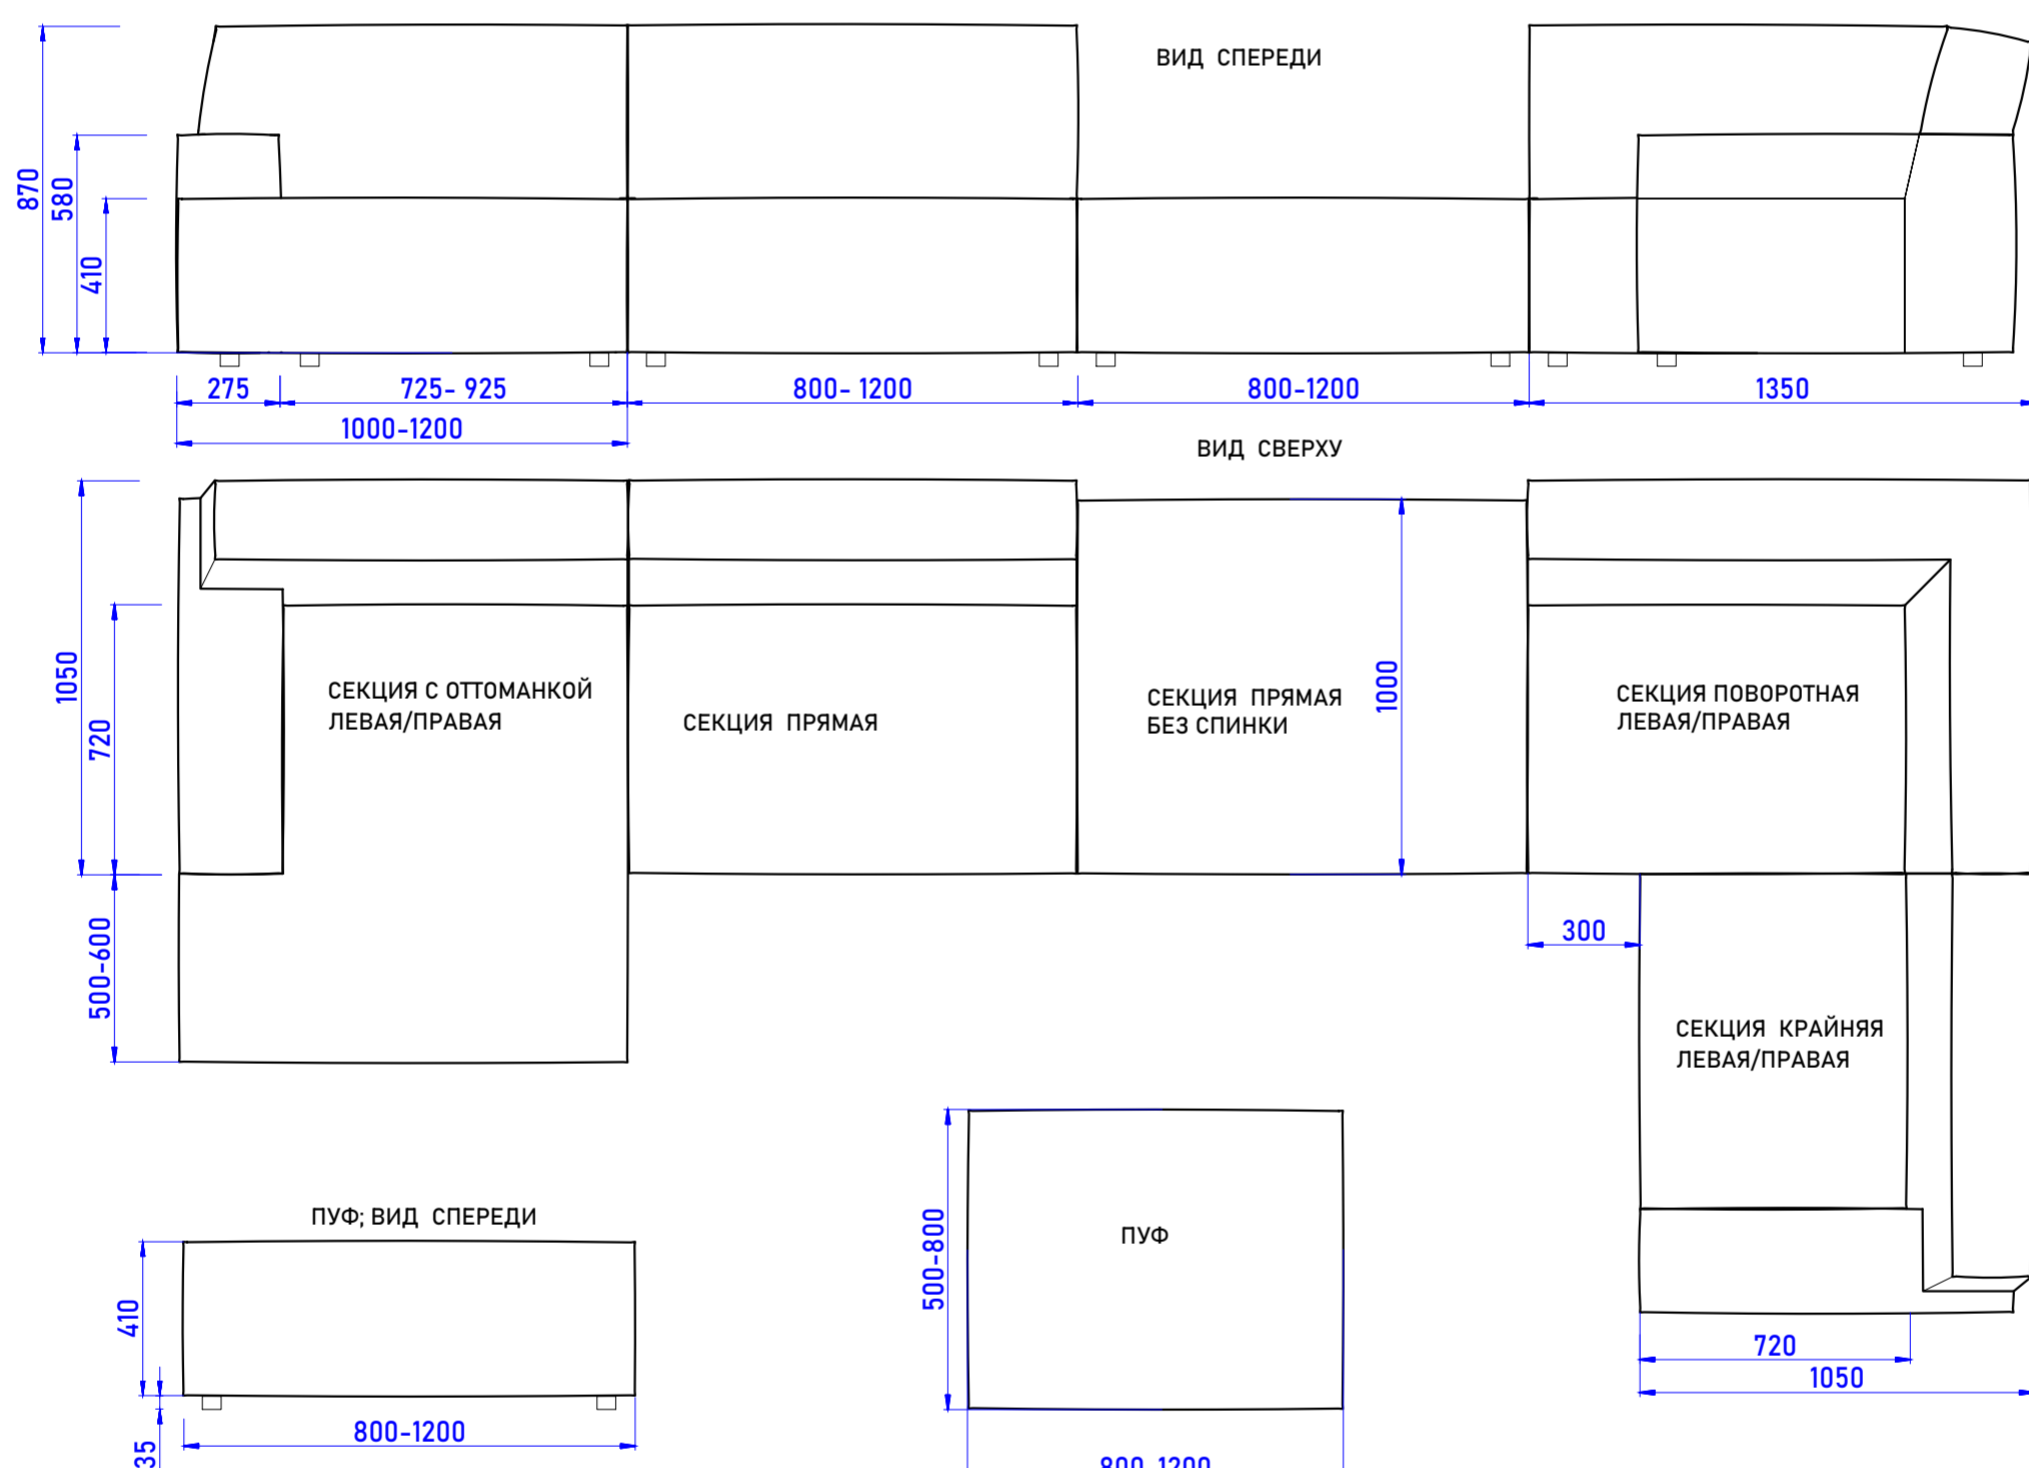 ВИД СПЕРЕДИ
870
580
410
275
725- 925
800- 1200
800-1200
1350
1000-1200
ВИД СВЕРХУ
1050
720
500-600
СЕКЦИЯ С ОТТОМАНКОЙ
ЛЕВАЯ/ПРАВАЯ
СЕКЦИЯ ПРЯМАЯ
СЕКЦИЯ ПРЯМАЯ
БЕЗ СПИНКИ
1000
СЕКЦИЯ ПОВОРОТНАЯ
ЛЕВАЯ/ПРАВАЯ
300
СЕКЦИЯ КРАЙНЯЯ
ЛЕВАЯ/ПРАВАЯ
720
1050
ПУФ; ВИД СПЕРЕДИ
410
35
800-1200
500-800
ПУФ
800-1200